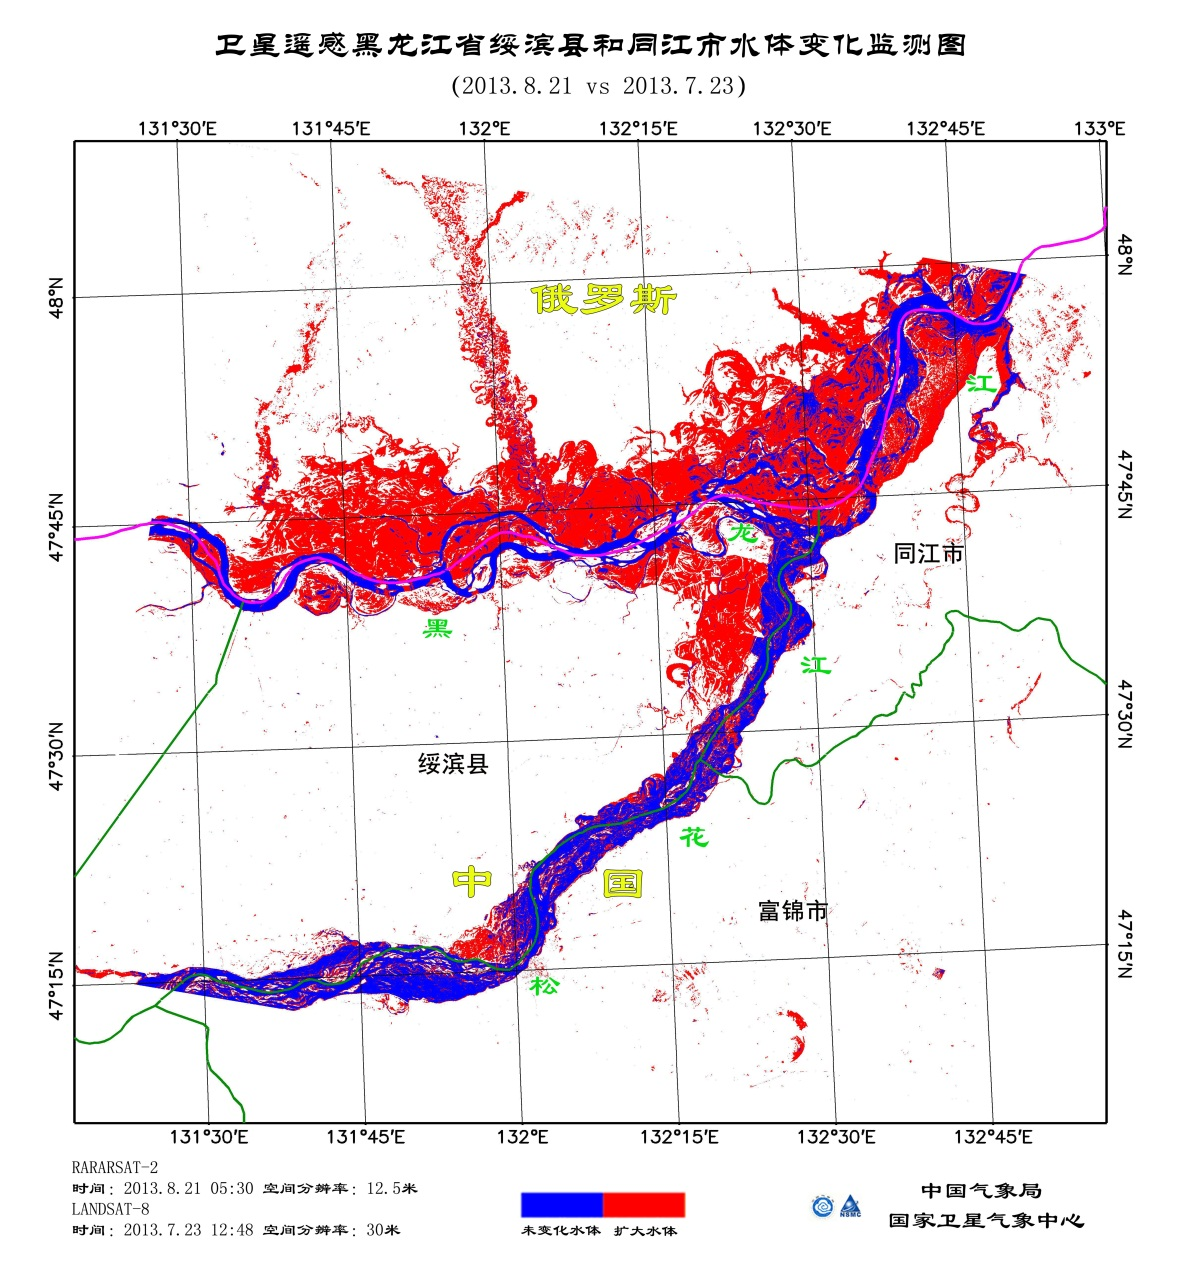 卫星遥感黑龙江省绥滨县和同江市水体变化监测图
(2013.8.21 vs 2013.7.23)
131°30′E 131°45′E 132°E 132°15′E 132°30′E 132°45′E 133°E
48°N
48°N
俄罗斯
江
47°45′N
47°45′N
龙
同江市
黑
江
47°30′N
47°30′N
绥滨县
花
中国
富锦市
47°15′N
47°15′N
松
131°30′E 131°45′E 132°E 132°15′E 132°30′E 132°45′E
RARARSAT-2
时间: 2013.8.21 05:30 空间分辨率: 12.5米
LANDSAT-8
时间: 2013.7.23 12:48 空间分辨率: 30米
未变化水体 扩大水体
NSMC
中国气象局
国家卫星气象中心